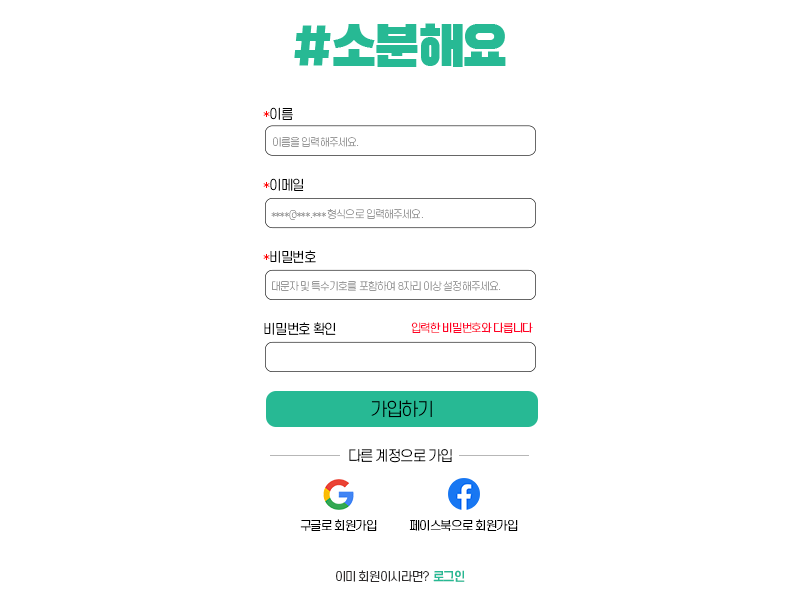 #소분해요
*이름
이름을 입력해주세요.
*이메일
****@***.*** 형식으로 입력해주세요.
*비밀번호
대문자 및 특수기호를 포함하여 8자리 이상 설정해주세요.
비밀번호 확인 입력한 비밀번호와 다릅니다
가입하기
다른 계정으로 가입
구글로 회원가입 페이스북으로 회원가입
이미 회원이시라면? 로그인